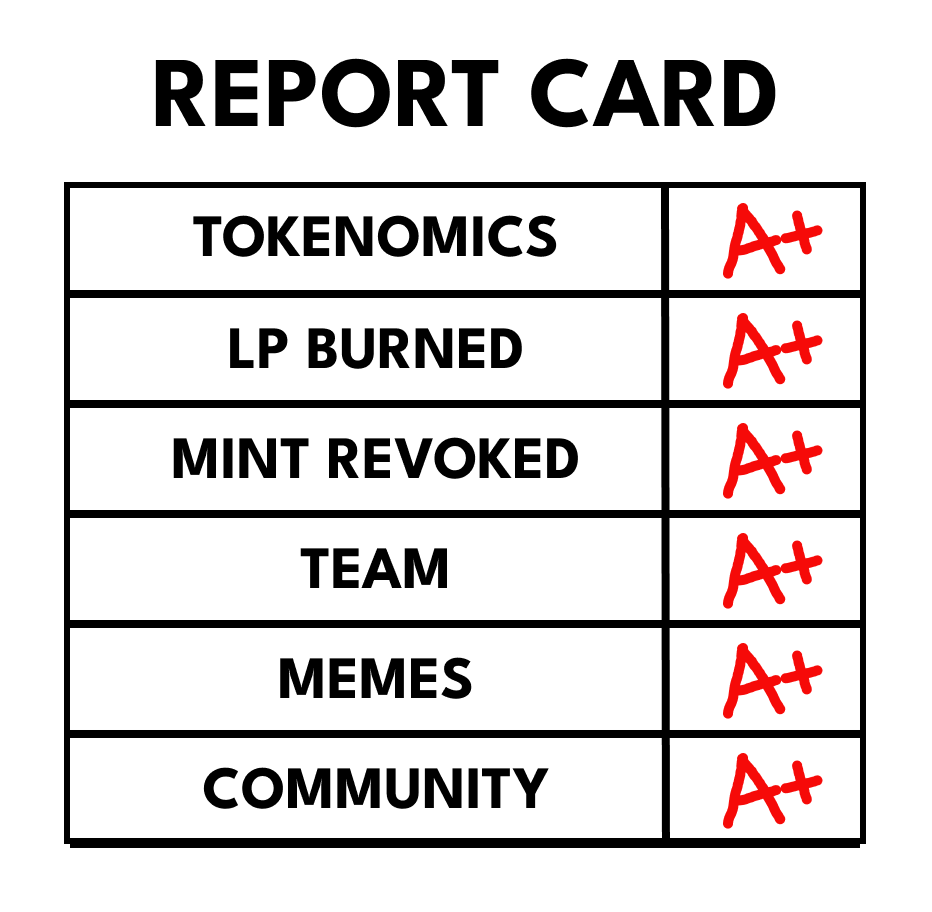 REPORT CARD
TOKENOMICS A+
LP BURNED A+
MINT REVOKED A+
TEAM A+
MEMES A+
COMMUNITY A+